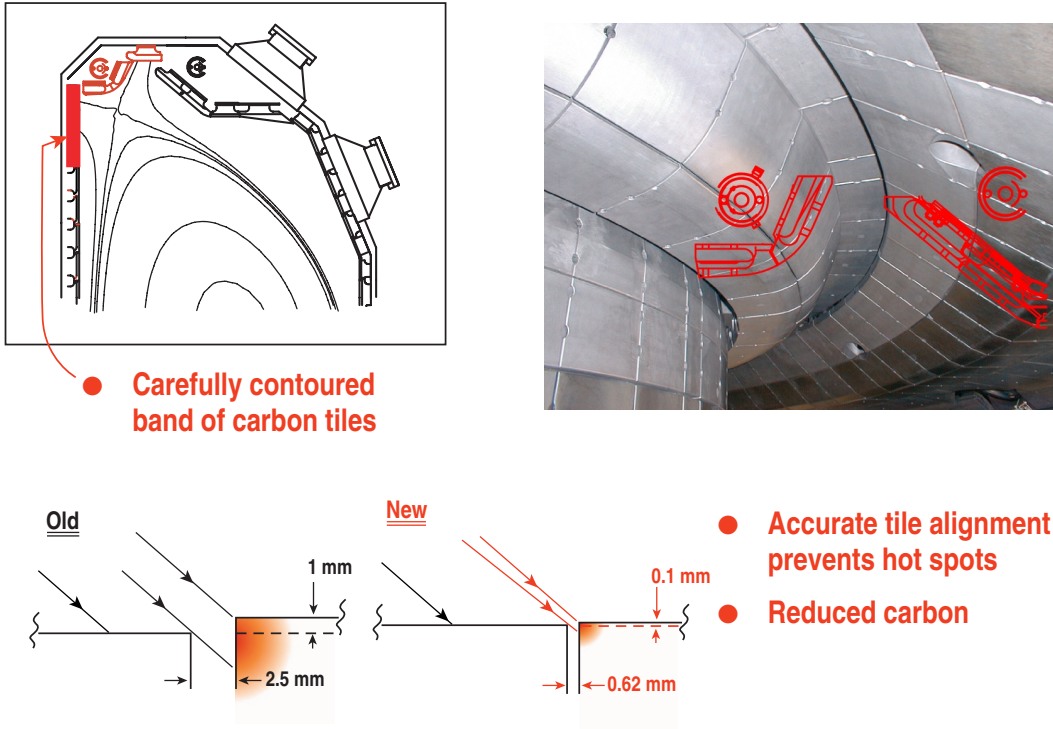 Carefully contoured
band of carbon tiles
Old
1 mm
2.5 mm
New
0.1 mm
0.62 mm
Accurate tile alignment
prevents hot spots
Reduced carbon